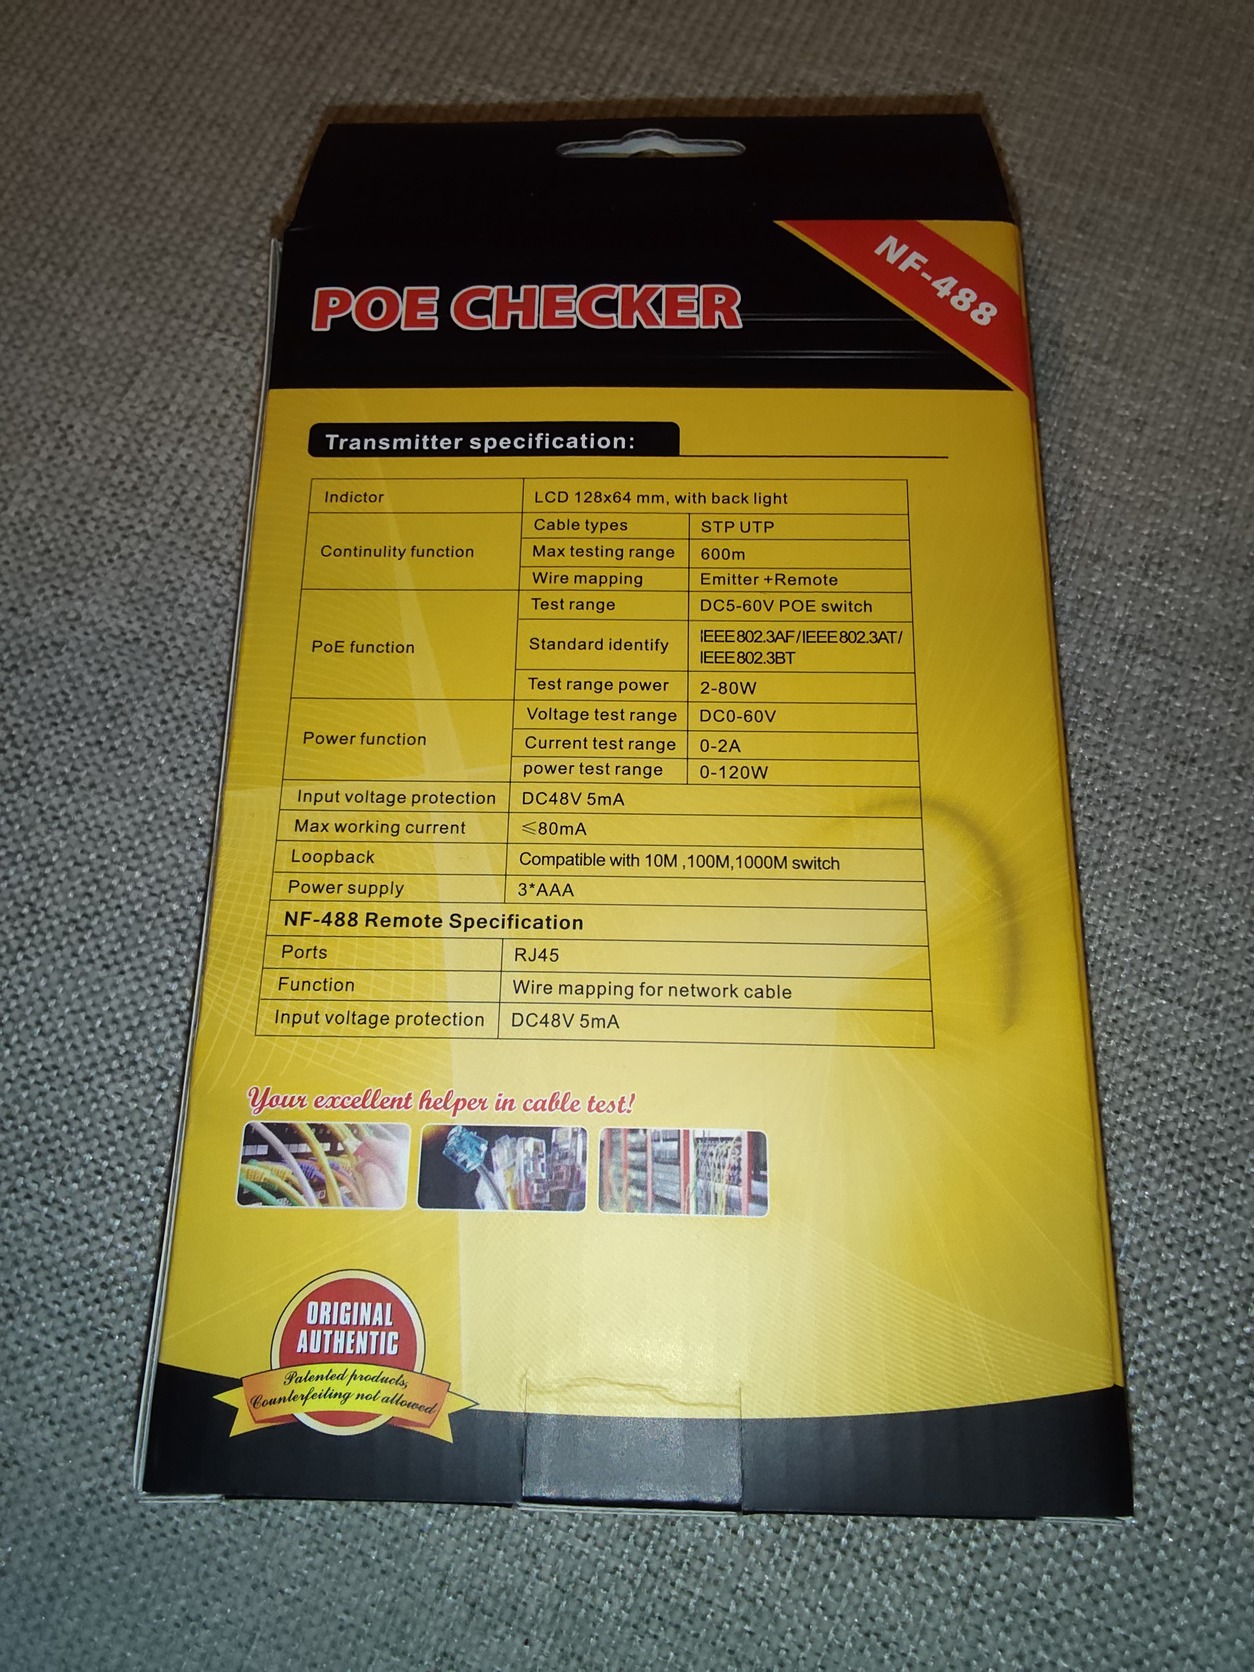 NF-488
POE CHECKER
Transmitter specification:
Indictor LCD 128x64 mm, with back light
Continulity function
Cable types STP UTP
Max testing range 600m
Wire mapping Emitter +Remote
PoE function
Test range DC5-60V POE switch
Standard identify IEEE802.3AF/IEEE802.3AT/
IEEE802.3BT
Test range power 2-80W
Power function
Voltage test range DC0-60V
Current test range 0-2A
power test range 0-120W
Input voltage protection DC48V 5mA
Max working current ≤80mA
Loopback Compatible with 10M ,100M,1000M switch
Power supply 3*AAA
NF-488 Remote Specification
Ports RJ45
Function Wire mapping for network cable
Input voltage protection DC48V 5mA
Your excellent helper in cable test!
ORIGINAL
AUTHENTIC
Patented products,
Counterfeiting not allowed